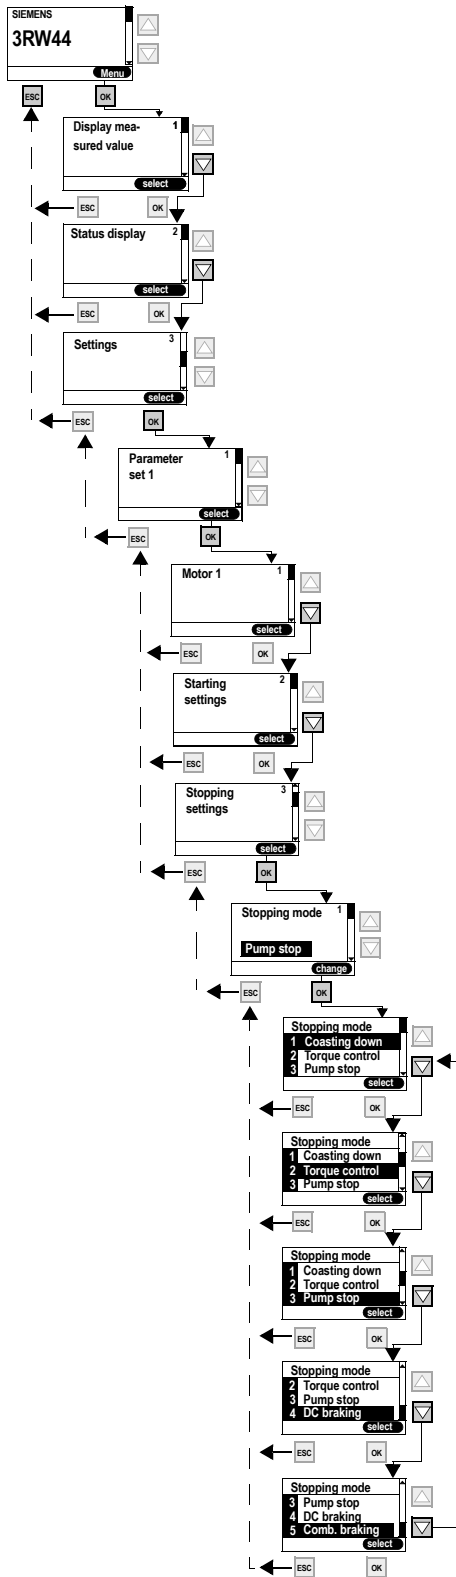 SIEMENS
3RW44
Menu
ESC OK
Display mea- 1
sured value
select
ESC OK
Status display 2
select
ESC OK
Settings 3
select
ESC OK
Parameter 1
set 1
select
ESC OK
Motor 1 1
select
ESC OK
Starting 2
settings
select
ESC OK
Stopping 3
settings
select
ESC OK
Stopping mode 1
Pump stop
change
ESC OK
Stopping mode
1 Coasting down
2 Torque control
3 Pump stop
select
ESC OK
Stopping mode
1 Coasting down
2 Torque control
3 Pump stop
select
ESC OK
Stopping mode
1 Coasting down
2 Torque control
3 Pump stop
select
ESC OK
Stopping mode
2 Torque control
3 Pump stop
4 DC braking
select
ESC OK
Stopping mode
3 Pump stop
4 DC braking
5 Comb. braking
select
ESC OK